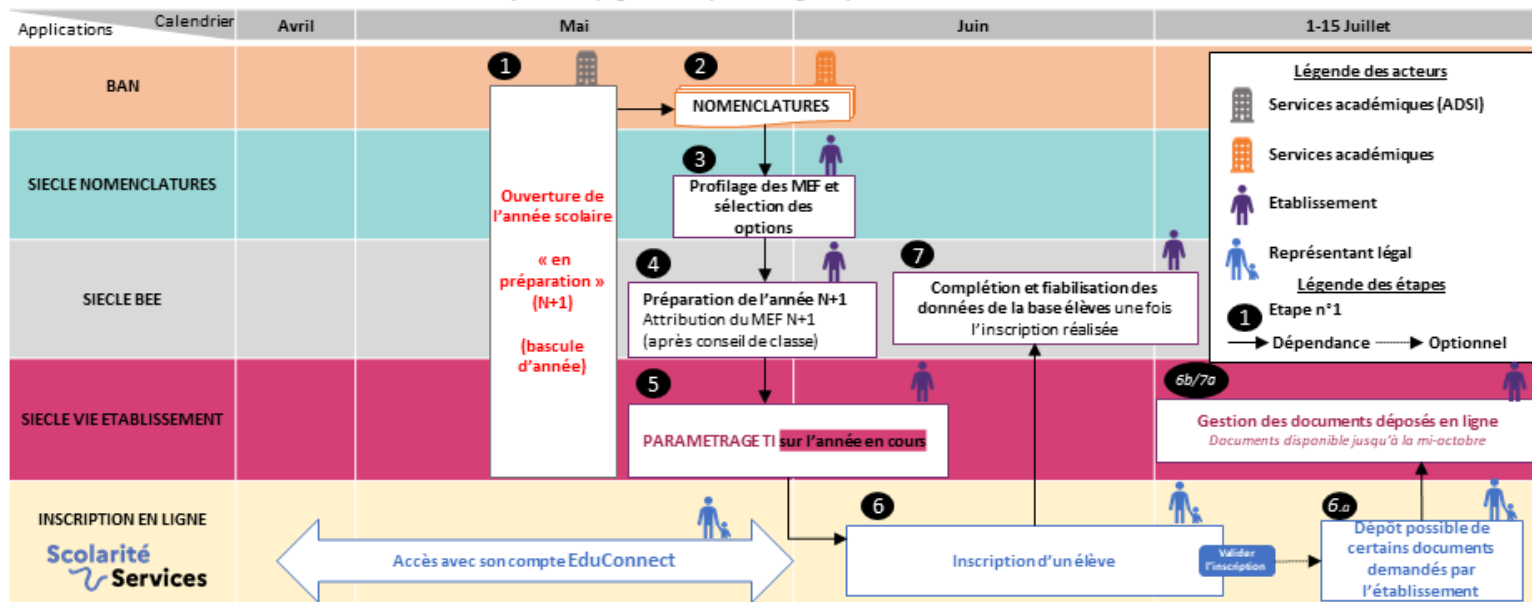 Applications
Calendrier
Avril
Mai
Juin
1-15 Juillet
BAN
1
2
NOMENCLATURES
SIECLE NOMENCLATURES
3
Profilage des MEF et
sélection des
options
Ouverture de
l'année scolaire
« en
préparation »
(N+1)
(bascule
d'année)
SIECLE BEE
4
Préparation de l'année N+1
Attribution du MEF N+1
(après conseil de classe)
7
Complétion et fiabilisation des
données de la base élèves une fois
l'inscription réalisée
SIECLE VIE ETABLISSEMENT
5
PARAMETRAGE TI sur l'année en cours
6b/7a
Gestion des documents déposés en ligne
Documents disponible jusqu'à la mi-octobre
INSCRIPTION EN LIGNE
Scolarité
Services
Accès avec son compte EduConnect
6
Inscription d'un élève
Valider
l'inscription
6.a
Dépôt possible de
certains documents
demandés par
l'établissement
Légende des acteurs
Services académiques (ADSI)
Services académiques
Etablissement
Représentant légal
Légende des étapes
1 Etape n°1
Dépendance
Optionnel